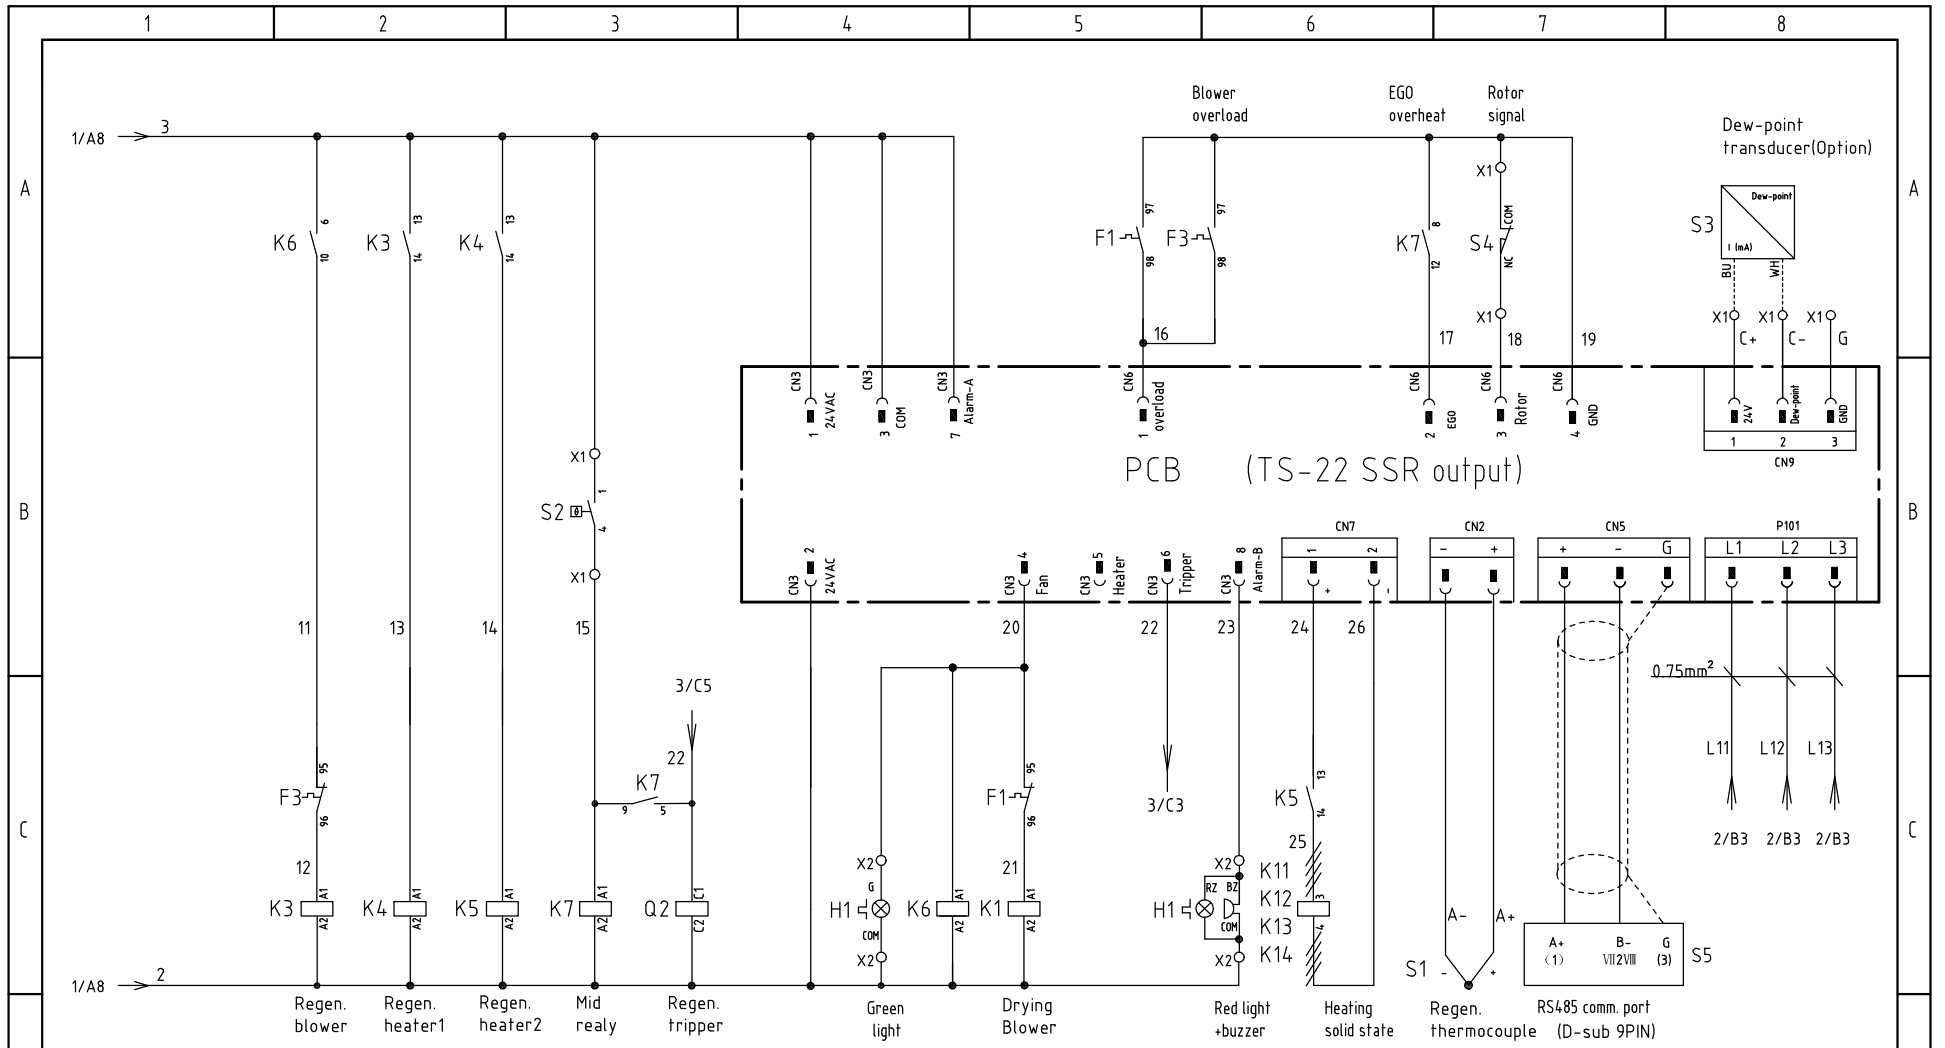 1 2 3 4 5 6 7 8
Blower
overload
EGO
overheat
Rotor
signal
Dew-point
transducer(Option)
1/A8 3
X1
A A
6 13 13 97 97 8 COM
K6 K3 K4 F1 F3 K7 S4 S3
10 14 14 98 98 12 NC
Dew-point
I (mA)
BU WH
X1 X1 X1 X1
16 17 18 19 C+ C- G
CN3 CN3 CN3 CN6 CN6 CN6 CN6
1 24VAC 3 COM 7 Alarm-A 1 overload 2 EGO 3 Rotor 4 GND 24V Dew-point GND
1 2 3
CN9
PCB (TS-22 SSR output)
X1
1
B S2 B
4
X1
CN7 CN2 CN5 P101
2 4 5 6 8 1 2 - + + - G L1 L2 L3
CN3 24VAC CN3 Fan CN3 Heater CN3 Tripper CN3 Alarm-B + -
11 13 14 15 20 22 23 24 26
0.75mm²
3/C5
22
L11 L12 L13
K7
9 5
95 95 13
F3 F1 K5
96 96 14
3/C3
2/B3 2/B3 2/B3
C C
12 21 25
X2 X2 K11
G RZ BZ
A1 A1 A1 A1 C1 A1 A1 3
K3 K4 K5 K7 Q2 H1 K6 K1 H1 K12
A2 A2 A2 A2 C2 A2 A2 4
COM COM K13
X2 X2 K14
A- A+
A+ B- G
(1) Ⅶ2Ⅷ (3)
S5
S1 - +
1/A8 2
Regen.
blower
Regen.
heater1
Regen.
heater2
Mid
realy
Regen.
tripper
Green
light
Drying
Blower
Red light
+buzzer
Heating
solid state
Regen.
thermocouple
RS485 comm. port
(D-sub 9PIN)